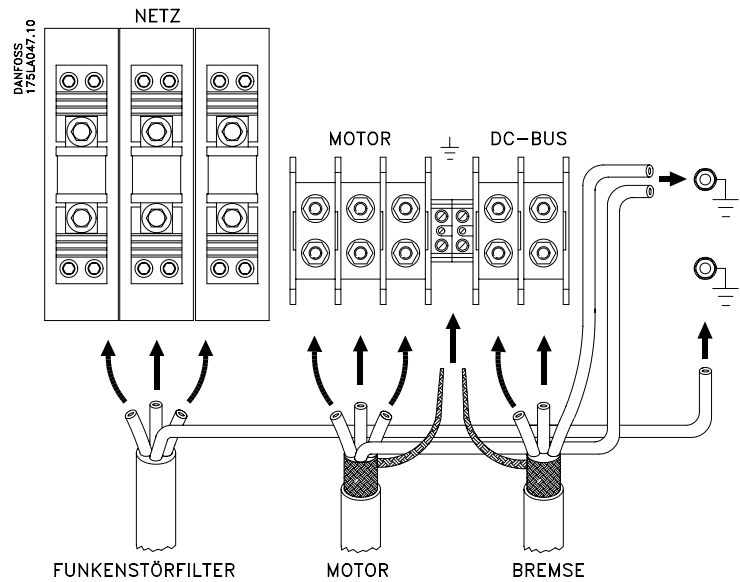 NETZ
DANFOSS
175LA047.10
MOTOR
DC-BUS
FUNKENSTÖRFILTER
MOTOR
BREMSE